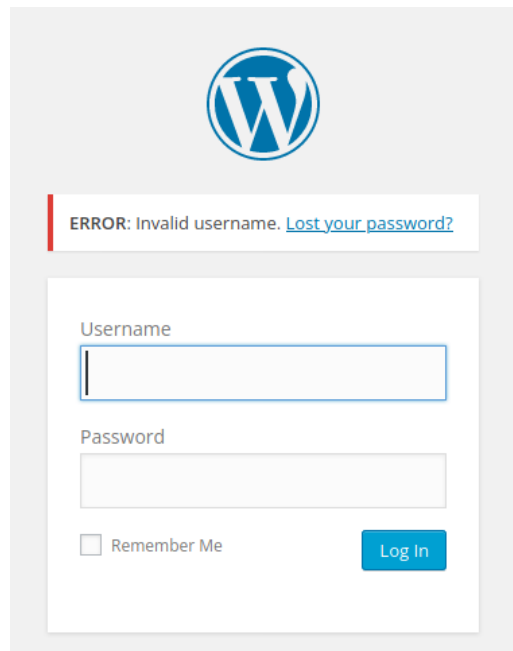 ERROR: Invalid username. Lost your password?
Username
Password
Remember Me
Log In